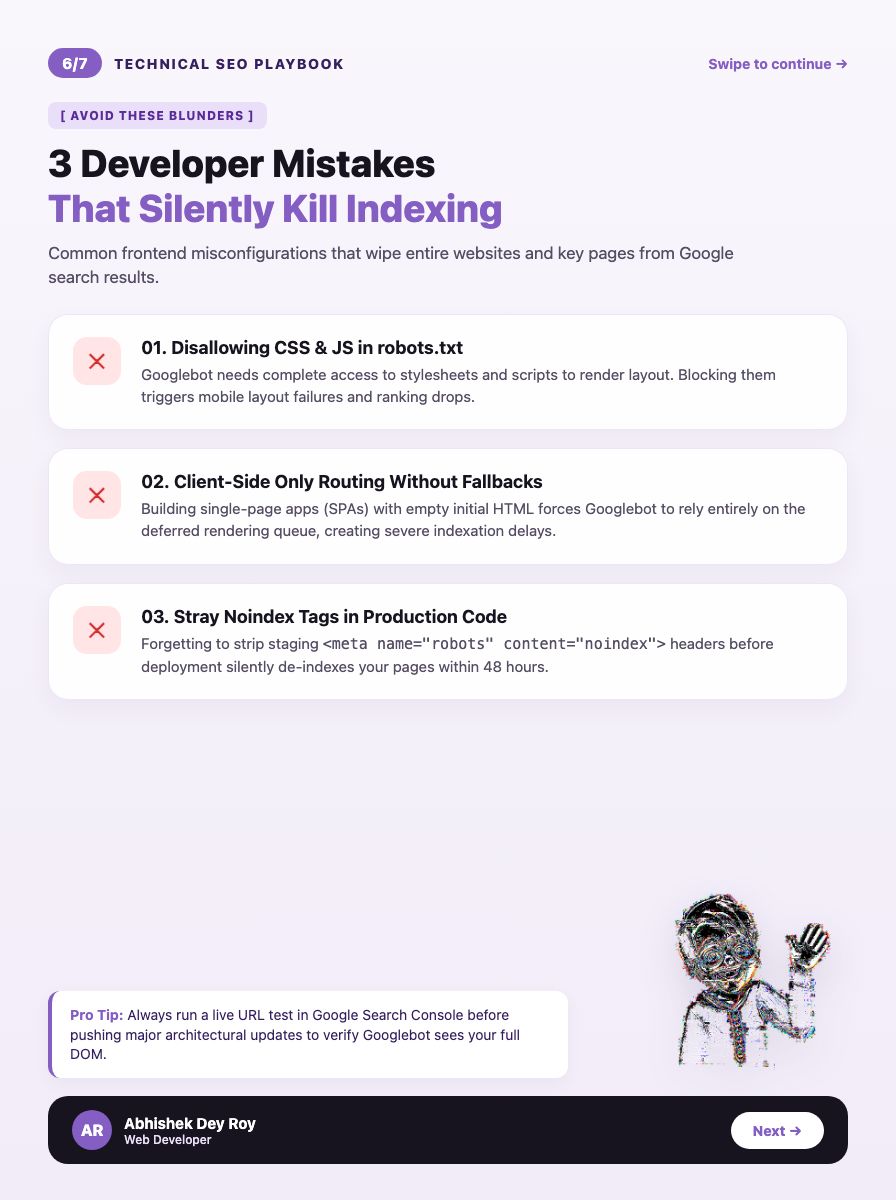 6/7 TECHNICAL SEO PLAYBOOK Swipe to continue →
[ AVOID THESE BLUNDERS ]
3 Developer Mistakes
That Silently Kill Indexing
Common frontend misconfigurations that wipe entire websites and key pages from Google
search results.
01. Disallowing CSS & JS in robots.txt
Googlebot needs complete access to stylesheets and scripts to render layout. Blocking them
triggers mobile layout failures and ranking drops.
02. Client-Side Only Routing Without Fallbacks
Building single-page apps (SPAs) with empty initial HTML forces Googlebot to rely entirely on the
deferred rendering queue, creating severe indexation delays.
03. Stray Noindex Tags in Production Code
Forgetting to strip staging <meta name="robots" content="noindex"> headers before
deployment silently de-indexes your pages within 48 hours.
Pro Tip: Always run a live URL test in Google Search Console before
pushing major architectural updates to verify Googlebot sees your full
DOM.
AR Abhishek Dey Roy
Web Developer
Next →